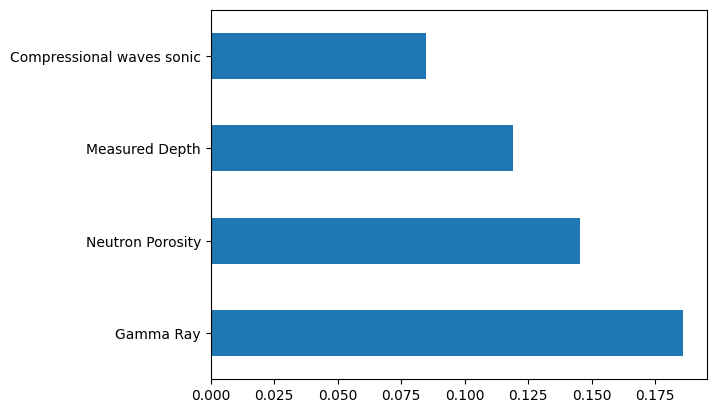 Compressional waves sonic
Measured Depth
Neutron Porosity
Gamma Ray
0.000 0.025 0.050 0.075 0.100 0.125 0.150 0.175